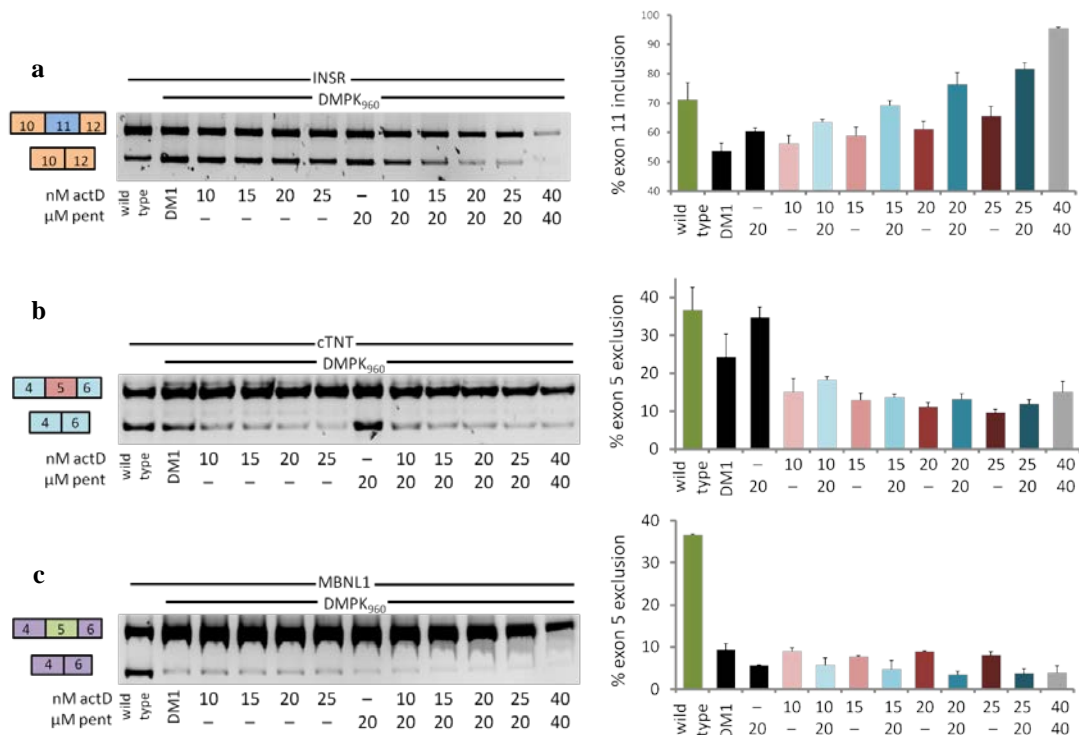 a
INSR
DMPK960
10 11 12
10 12
wild type DM1 10 15 20 25 – 10 15 20 25 40
nM actD
μM pent – – – – 20 20 20 20 20 40
% exon 11 inclusion
100
90
80
70
60
50
40
wild type DM1 – 10 10 15 15 20 20 25 25 40
20 – 20 – 20 – 20 – 20 40
b
cTNT
DMPK960
4 5 6
4 6
wild type DM1 10 15 20 25 – 10 15 20 25 40
nM actD
μM pent – – – – 20 20 20 20 20 40
% exon 5 exclusion
40
30
20
10
0
wild type DM1 – 10 10 15 15 20 20 25 25 40
20 – 20 – 20 – 20 – 20 40
c
MBNL1
DMPK960
4 5 6
4 6
wild type DM1 10 15 20 25 – 10 15 20 25 40
nM actD
μM pent – – – – 20 20 20 20 20 40
% exon 5 exclusion
40
30
20
10
0
wild type DM1 – 10 10 15 15 20 20 25 25 40
20 – 20 – 20 – 20 – 20 40